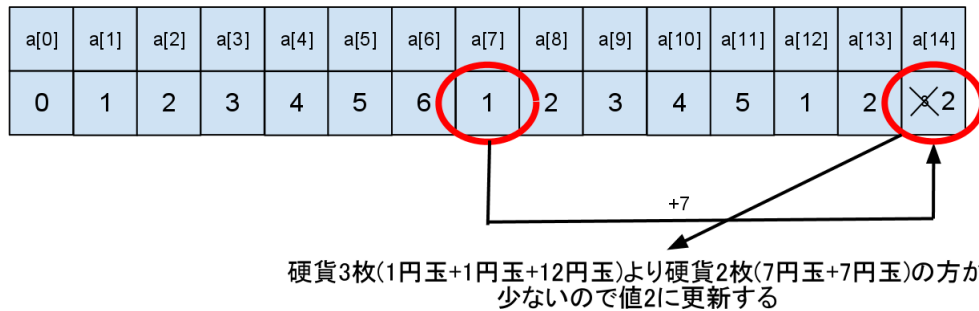 a[0] a[1] a[2] a[3] a[4] a[5] a[6] a[7] a[8] a[9] a[10] a[11] a[12] a[13] a[14]
0 1 2 3 4 5 6 1 2 3 4 5 1 2 3 2
+7
硬貨3枚(1円玉+1円玉+12円玉)より硬貨2枚(7円玉+7円玉)の方が
少ないので値2に更新する